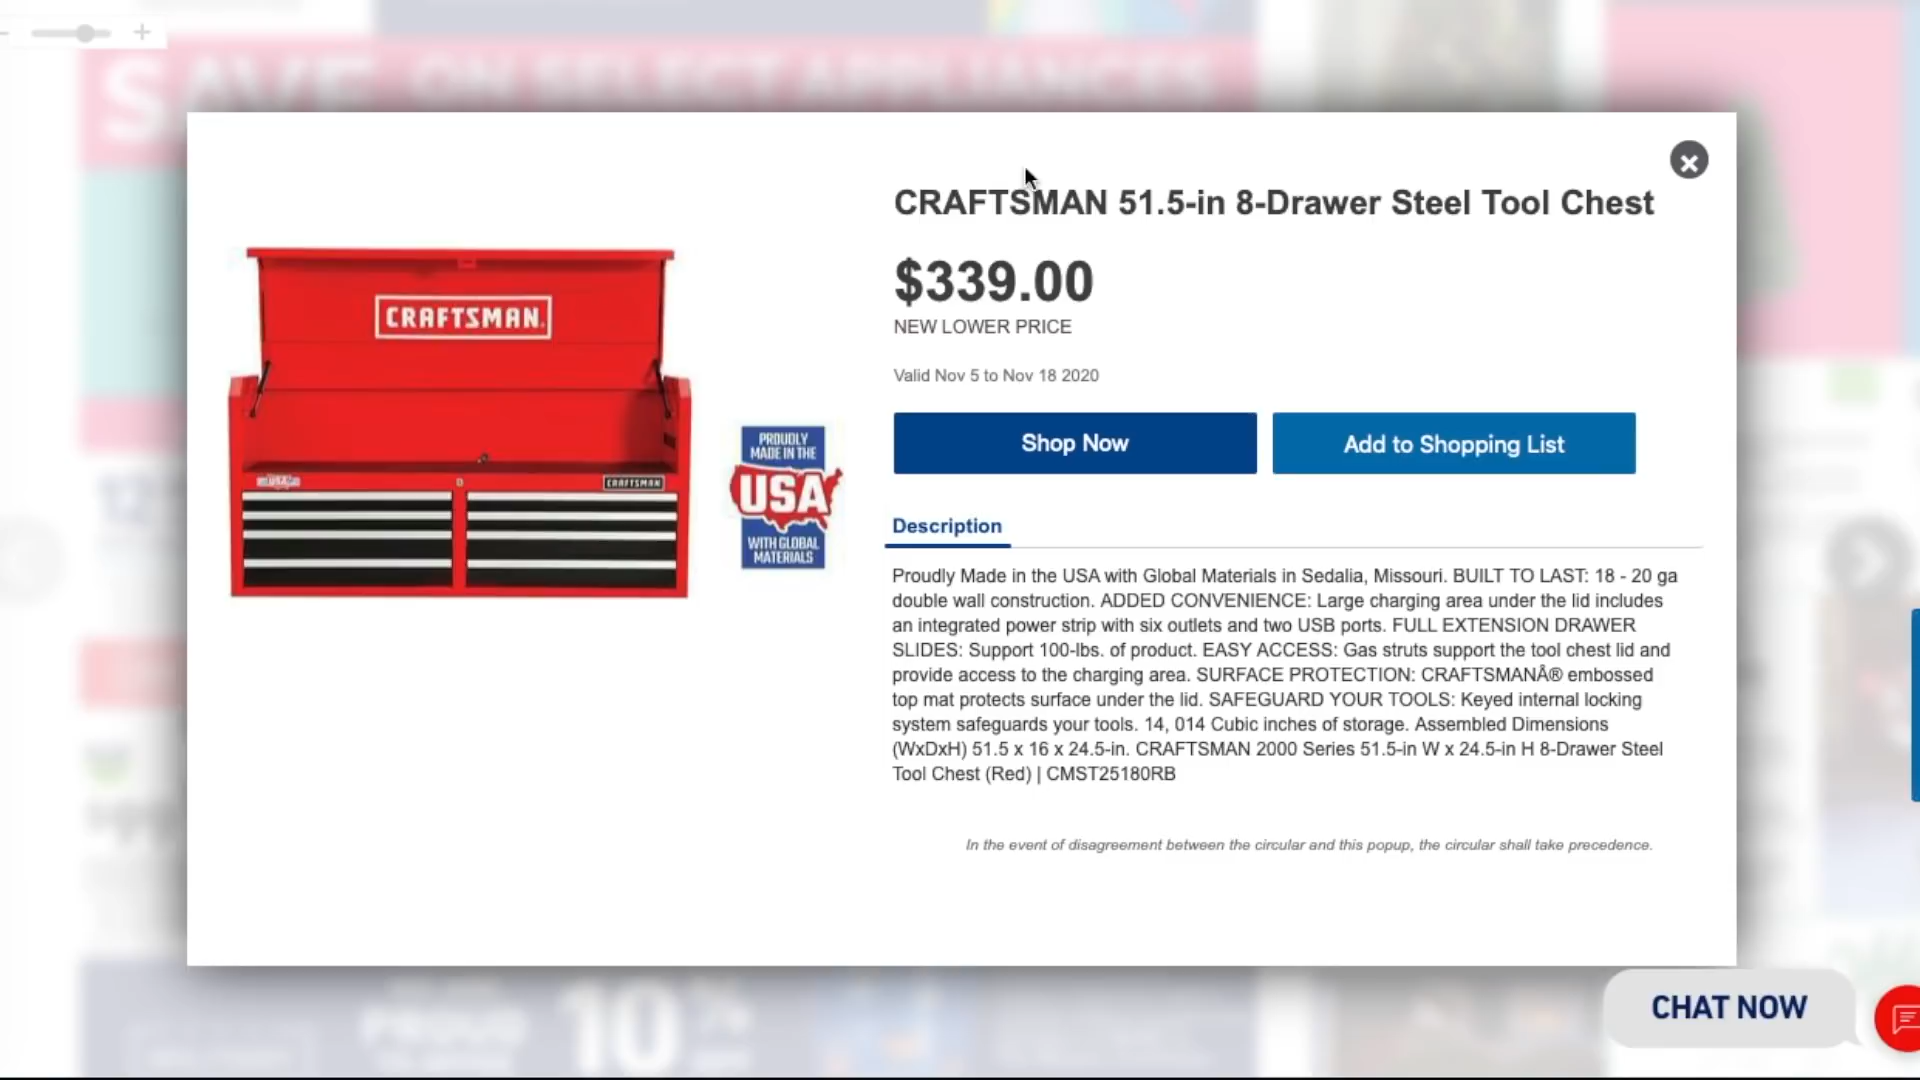 SAVE ON SELECT APPLIANCES
CRAFTSMAN 51.5-in 8-Drawer Steel Tool Chest
$339.00
NEW LOWER PRICE
Valid Nov 5 to Nov 18 2020
Shop Now
Add to Shopping List
CRAFTSMAN
CRAFTSMAN
PROUDLY
MADE IN THE
USA
WITH GLOBAL
MATERIALS
Description
Proudly Made in the USA with Global Materials in Sedalia, Missouri. BUILT TO LAST: 18 - 20 ga
double wall construction. ADDED CONVENIENCE: Large charging area under the lid includes
an integrated power strip with six outlets and two USB ports. FULL EXTENSION DRAWER
SLIDES: Support 100-lbs. of product. EASY ACCESS: Gas struts support the tool chest lid and
provide access to the charging area. SURFACE PROTECTION: CRAFTSMANÂ® embossed
top mat protects surface under the lid. SAFEGUARD YOUR TOOLS: Keyed internal locking
system safeguards your tools. 14, 014 Cubic inches of storage. Assembled Dimensions
(WxDxH) 51.5 x 16 x 24.5-in. CRAFTSMAN 2000 Series 51.5-in W x 24.5-in H 8-Drawer Steel
Tool Chest (Red) | CMST25180RB
In the event of disagreement between the circular and this popup, the circular shall take precedence.
10%
CHAT NOW